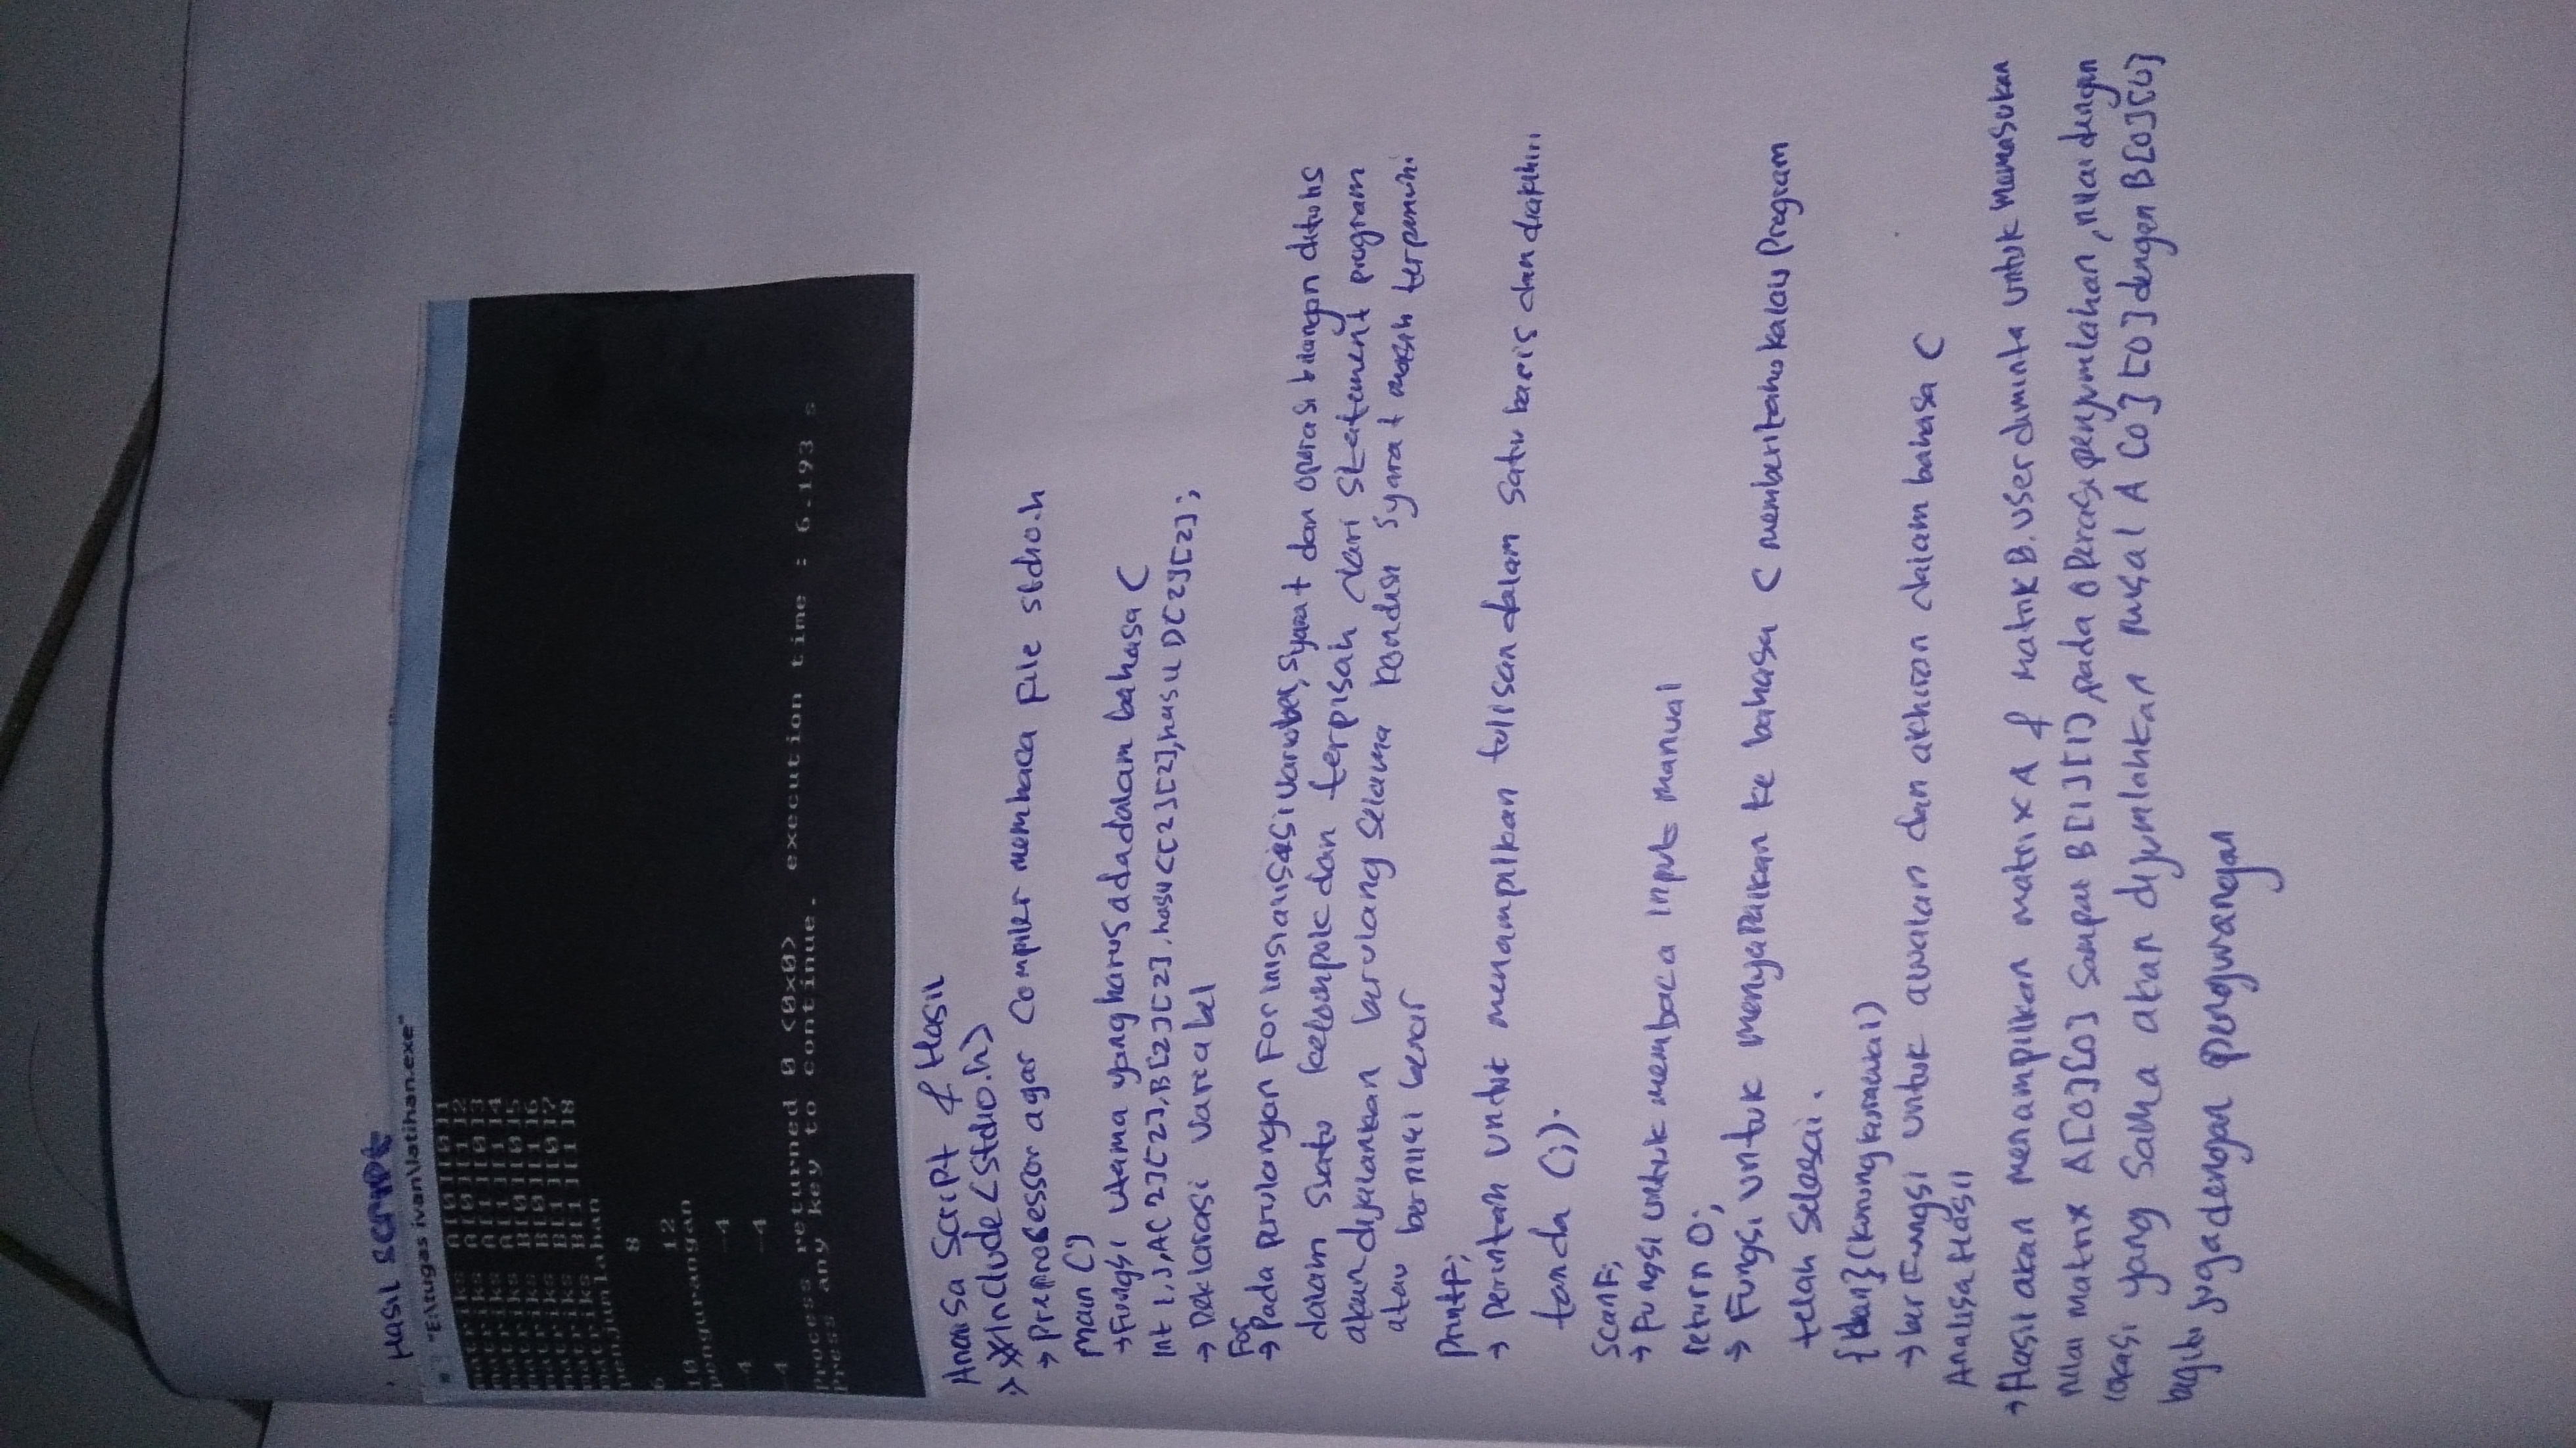 Hasil script
"E:\tugas ivan\latihan.exe"
matriks A[0][0]1
matriks A[0][1]2
matriks A[1][0]3
matriks A[1][1]4
matriks B[0][0]5
matriks B[0][1]6
matriks B[1][0]7
matriks B[1][1]8
penjumlahan
6 8
10 12
pengurangan
-4 -4
-4 -4
Process returned 0 (0x0) execution time : 6.193 s
Press any key to continue.
Analisa Script & Hasil
→ #include<stdio.h>
→ Preprosessor agar Compiler membaca file stdio.h
main()
→ Fungsi utama yang harus ada dadalam bahasa C
int i,j,A[2][2],B[2][2],hasilC[2][2],hasilD[2][2];
→ Deklarasi Variabel
For
→ Pada perulangan For inisialisasi variabel, syarat dan operasi bilangan ditulis
dalam suatu kelompok dan terpisah dari statement program
akan dijalankan berulang selama kondisi syarat masih terpenuhi
atau bernilai benar
Printf;
→ Perintah untuk menampilkan tulisan dalam satu baris dan diakhiri
tanda (;).
Scanf;
→ Fungsi untuk membaca input manual
return 0;
→ Fungsi untuk menyampaikan ke bahasa C memberitahu kalau Program
telah selesai.
{dan} (kurung kurawal)
→ berfungsi untuk awalan dan akhiran dalam bahasa C
Analisa Hasil
→ Hasil akan menampilkan matrix A & matrik B. User diminta untuk memasukan
nilai matrix A[0][0] sampai B[1][1], pada operasi penjumlahan, nilai dengan
lokasi yang sama akan dijumlahkan misal A[0][0] dengan B[0][0]
begitu juga dengan pengurangan